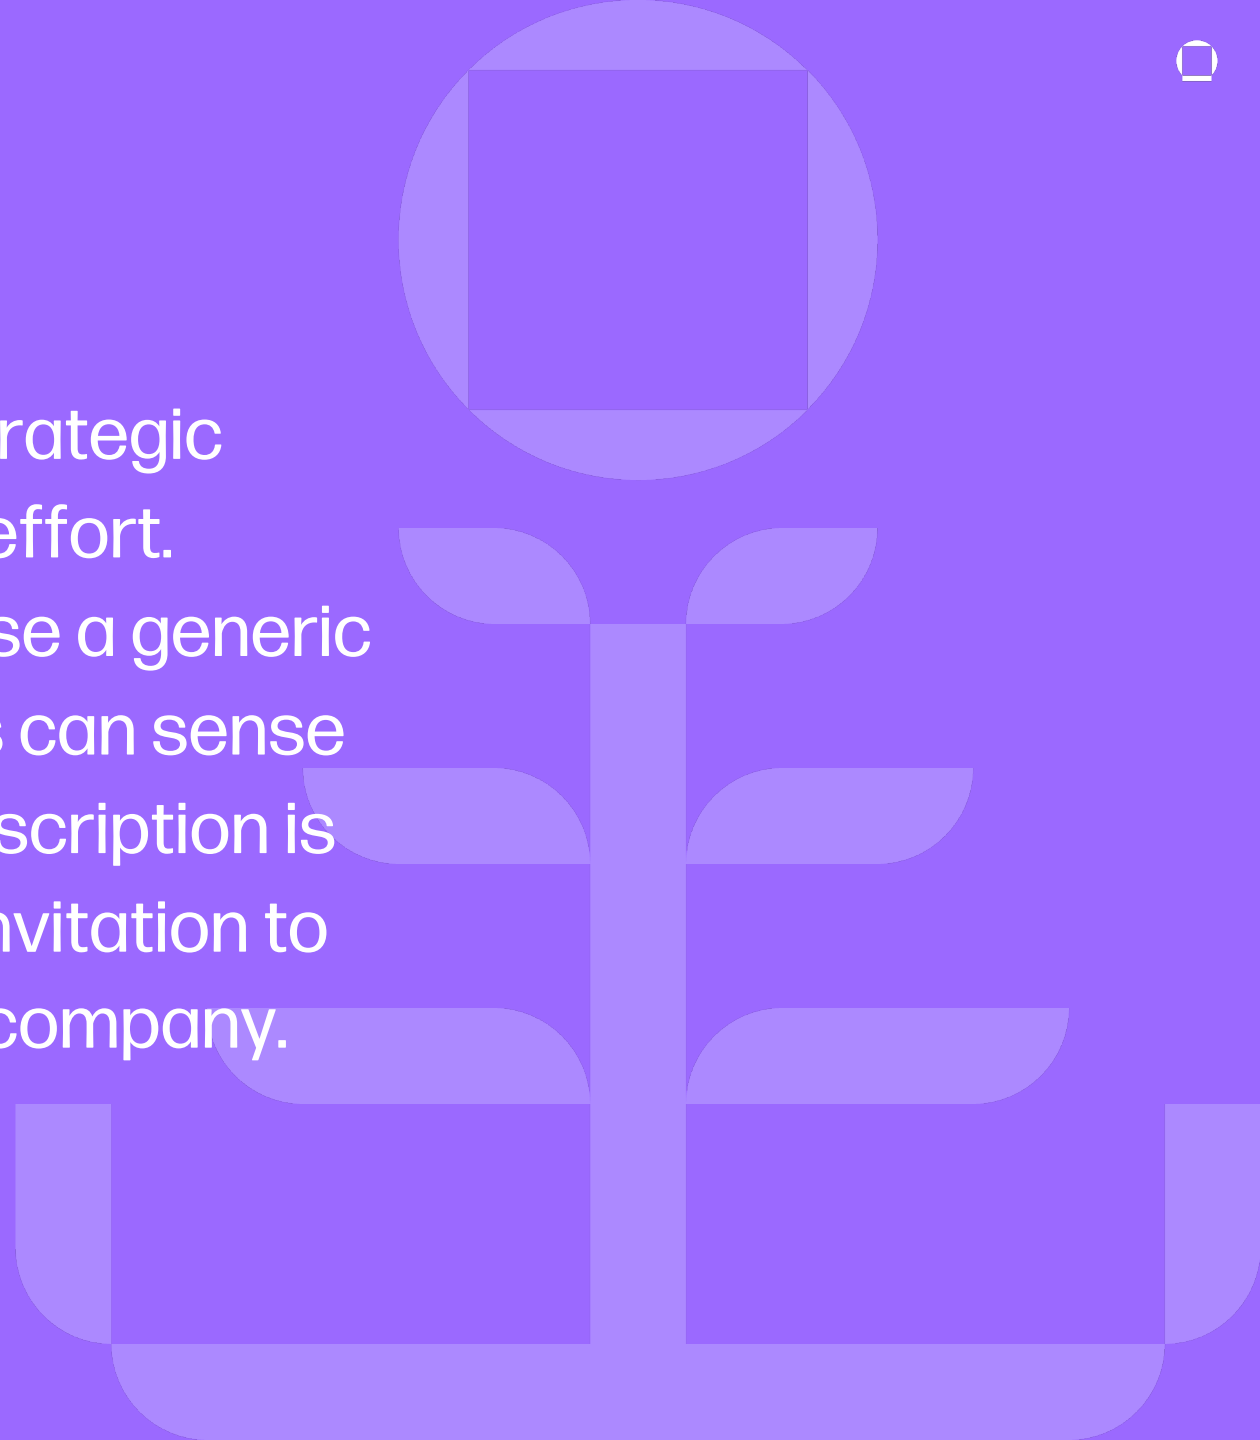 rategic
effort.
se a generic
s can sense
scription is
nvitation to
company.